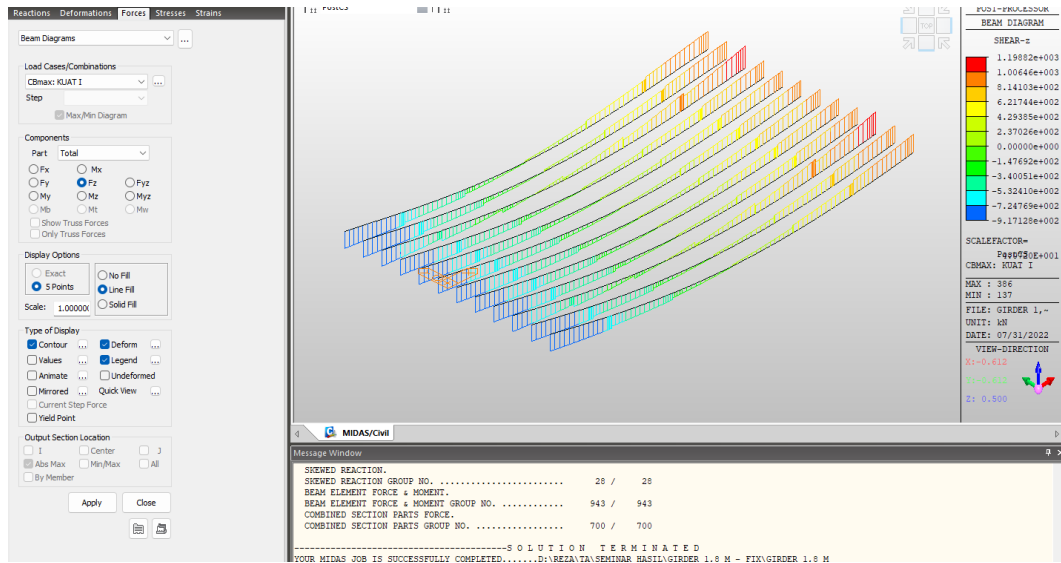 Reactions Deformations Forces Stresses Strains
Beam Diagrams
...
Load Cases/Combinations
CBmax: KUAT I
...
Step
Max/Min Diagram
Components
Part Total
Fx Mx
Fy Fz Fyz
My Mz Myz
Mb Mt Mw
Show Truss Forces
Only Truss Forces
Display Options
Exact
5 Points
No Fill
Line Fill
Solid Fill
Scale: 1.00000
Type of Display
Contour ... Deform ...
Values ... Legend ...
Animate ... Undeformed
Mirrored ... Quick View ...
Current Step Force
Yield Point
Output Section Location
I Center J
Abs Max Min/Max All
By Member
Apply Close
TOP
POST-PROCESSOR
BEAM DIAGRAM
SHEAR-z
1.19882e+003
1.00646e+003
8.14103e+002
6.21744e+002
4.29385e+002
2.37026e+002
0.00000e+000
-1.47692e+002
-3.40051e+002
-5.32410e+002
-7.24769e+002
-9.17128e+002
SCALEFACTOR=
CBMAX: KUAT I
MAX : 386
MIN : 137
FILE: GIRDER 1,~
UNIT: kN
DATE: 07/31/2022
VIEW-DIRECTION
X:-0.612
Z: 0.500
MIDAS/Civil
Message Window
SKEWED REACTION.
SKEWED REACTION GROUP NO. ........................ 28 / 28
BEAM ELEMENT FORCE & MOMENT.
BEAM ELEMENT FORCE & MOMENT GROUP NO. ............ 943 / 943
COMBINED SECTION PARTS FORCE.
COMBINED SECTION PARTS GROUP NO. ................. 700 / 700
----------------------------------------S O L U T I O N T E R M I N A T E D
YOUR MIDAS JOB IS SUCCESSFULLY COMPLETED.......D:\REZA\TA\SEMINAR HASIL\GIRDER 1.8 M - FIX\GIRDER 1.8 M